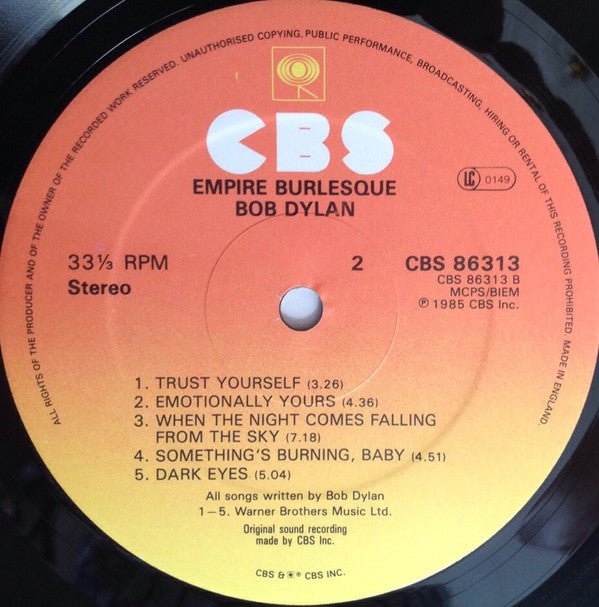 ALL RIGHTS OF THE PRODUCER AND OF THE OWNER OF THE RECORDED WORK RESERVED. UNAUTHORISED COPYING, PUBLIC PERFORMANCE, BROADCASTING, HIRING OR RENTAL OF THIS RECORDING PROHIBITED. MADE IN ENGLAND.
CBS
EMPIRE BURLESQUE
BOB DYLAN
LC 0149
33⅓ RPM
Stereo
2
CBS 86313
CBS 86313 B
MCPS/BIEM
℗ 1985 CBS Inc.
1. TRUST YOURSELF (3.26)
2. EMOTIONALLY YOURS (4.36)
3. WHEN THE NIGHT COMES FALLING
FROM THE SKY (7.18)
4. SOMETHING'S BURNING, BABY (4.51)
5. DARK EYES (5.04)
All songs written by Bob Dylan
1—5. Warner Brothers Music Ltd.
Original sound recording
made by CBS Inc.
CBS & ® CBS INC.